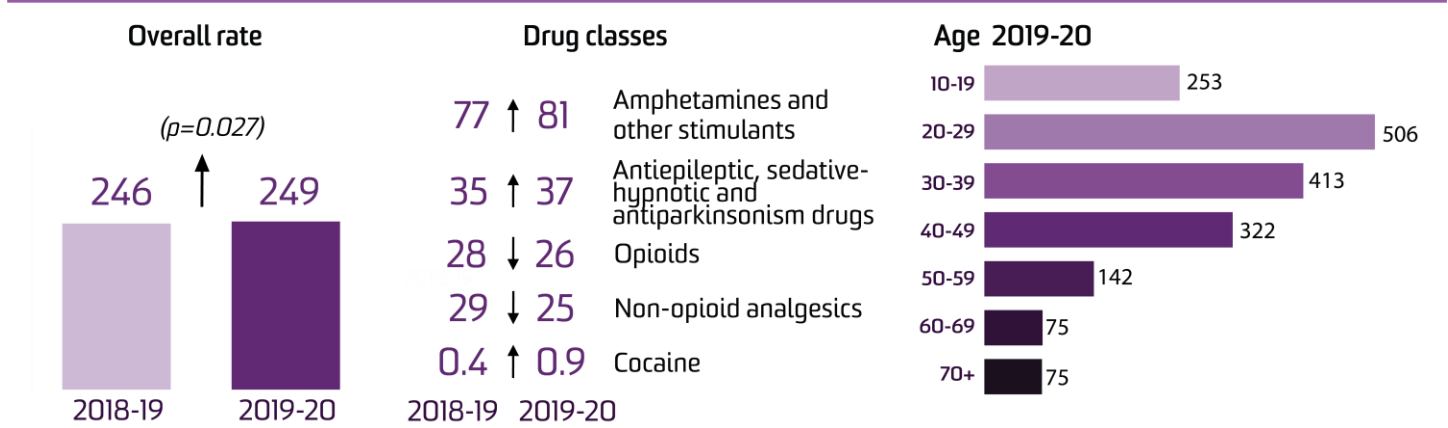 Overall rate
(p=0.027)
246
249
2018-19
2019-20
Drug classes
77 ↑ 81 Amphetamines and
other stimulants
35 ↑ 37 Antiepileptic, sedative-
hypnotic and
antiparkinsonism drugs
28 ↓ 26 Opioids
29 ↓ 25 Non-opioid analgesics
0.4 ↑ 0.9 Cocaine
2018-19 2019-20
Age 2019-20
10-19 253
20-29 506
30-39 413
40-49 322
50-59 142
60-69 75
70+ 75